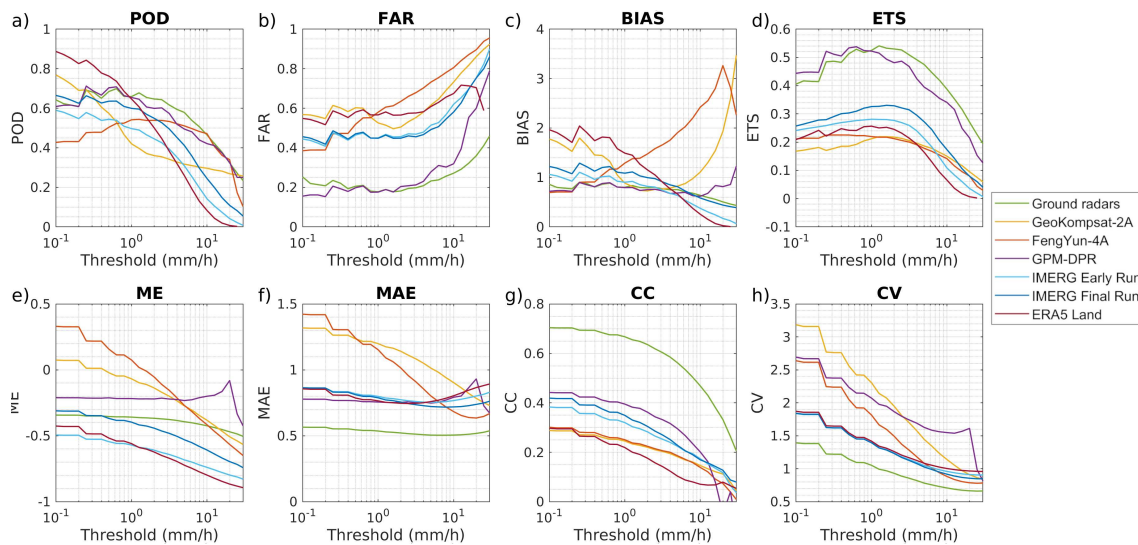 a) POD
b) FAR
c) BIAS
d) ETS
1
0.8
0.6
0.4
0.2
0
POD
10^-1 10^0 10^1
Threshold (mm/h)
1
0.8
0.6
0.4
0.2
0
FAR
10^-1 10^0 10^1
Threshold (mm/h)
4
3
2
1
0
BIAS
10^-1 10^0 10^1
Threshold (mm/h)
0.6
0.5
0.4
0.3
0.2
0.1
0
-0.1
ETS
10^-1 10^0 10^1
Threshold (mm/h)
Ground radars
GeoKompsat-2A
FengYun-4A
GPM-DPR
IMERG Early Run
IMERG Final Run
ERA5 Land
e) ME
f) MAE
g) CC
h) CV
0.5
0
-0.5
-1
ME
10^-1 10^0 10^1
Threshold (mm/h)
1.5
1
0.5
0
MAE
10^-1 10^0 10^1
Threshold (mm/h)
0.8
0.6
0.4
0.2
0
CC
10^-1 10^0 10^1
Threshold (mm/h)
3.5
3
2.5
2
1.5
1
0.5
CV
10^-1 10^0 10^1
Threshold (mm/h)